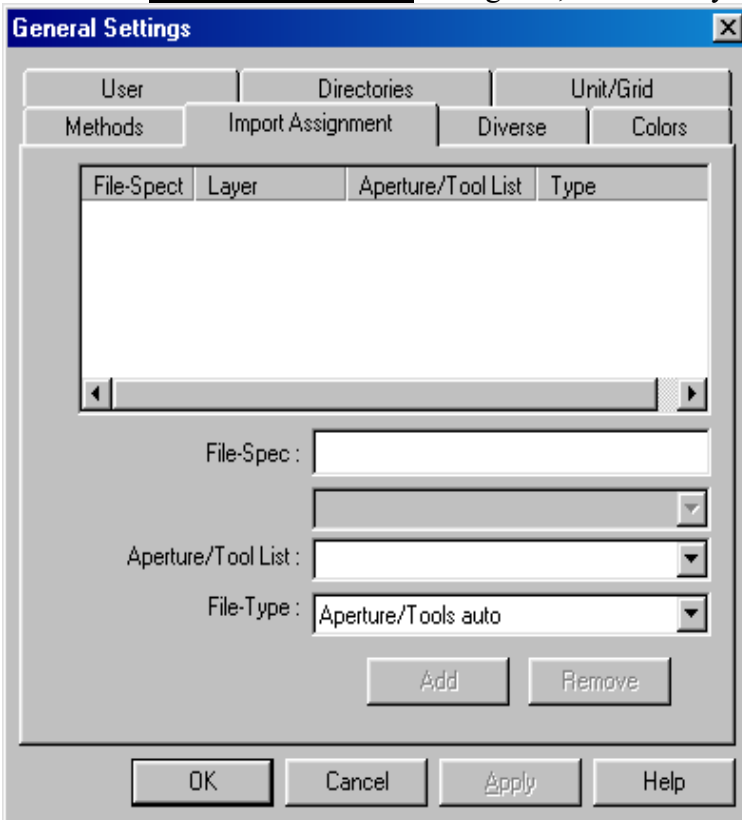 General Settings
User Directories Unit/Grid
Methods Import Assignment Diverse Colors
File-Spect Layer Aperture/Tool List Type
File-Spec :
Aperture/Tool List :
File-Type : Aperture/Tools auto
Add Remove
OK Cancel Apply Help